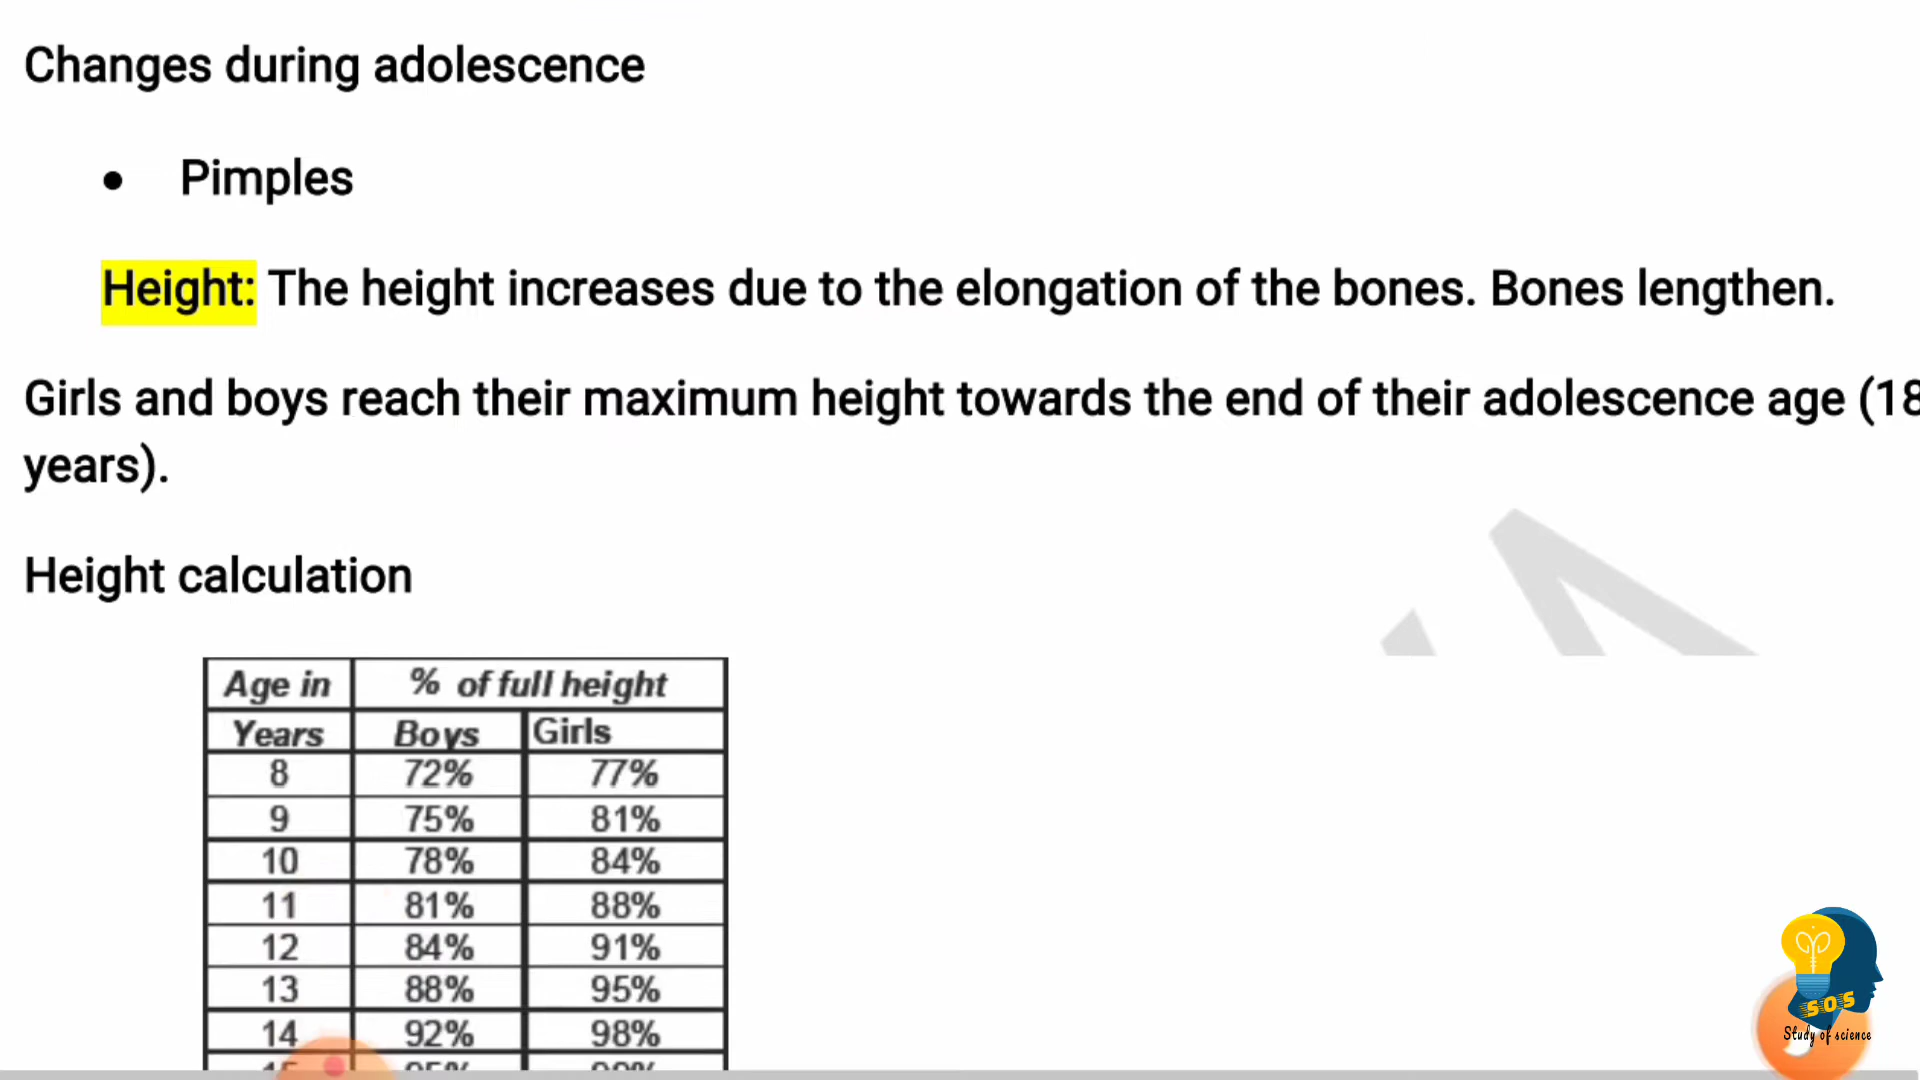 Changes during adolescence
• Pimples
Height: The height increases due to the elongation of the bones. Bones lengthen.
Girls and boys reach their maximum height towards the end of their adolescence age (18
years).
Height calculation
Age in % of full height
Years Boys Girls
8 72% 77%
9 75% 81%
10 78% 84%
11 81% 88%
12 84% 91%
13 88% 95%
14 92% 98%
SOS
Study of science